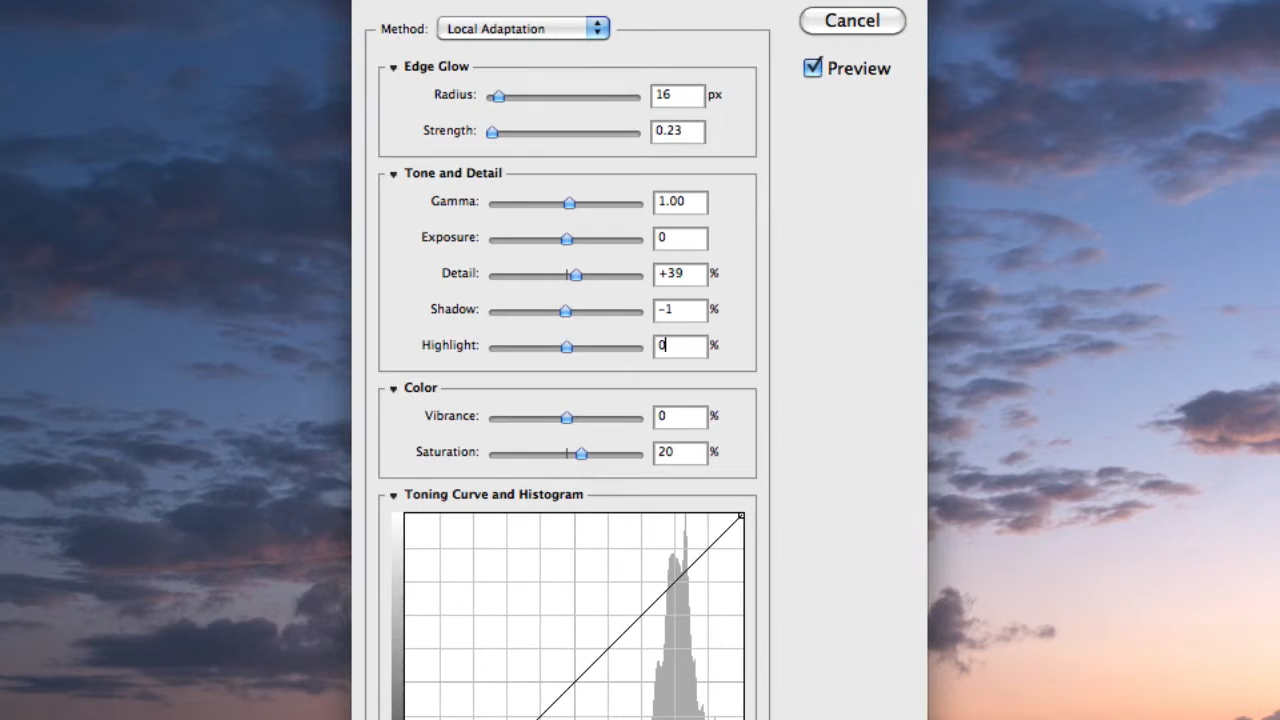 Method: Local Adaptation
Cancel
Preview
Edge Glow
Radius: 16 px
Strength: 0.23
Tone and Detail
Gamma: 1.00
Exposure: 0
Detail: +39 %
Shadow: -1 %
Highlight: 0 %
Color
Vibrance: 0 %
Saturation: 20 %
Toning Curve and Histogram